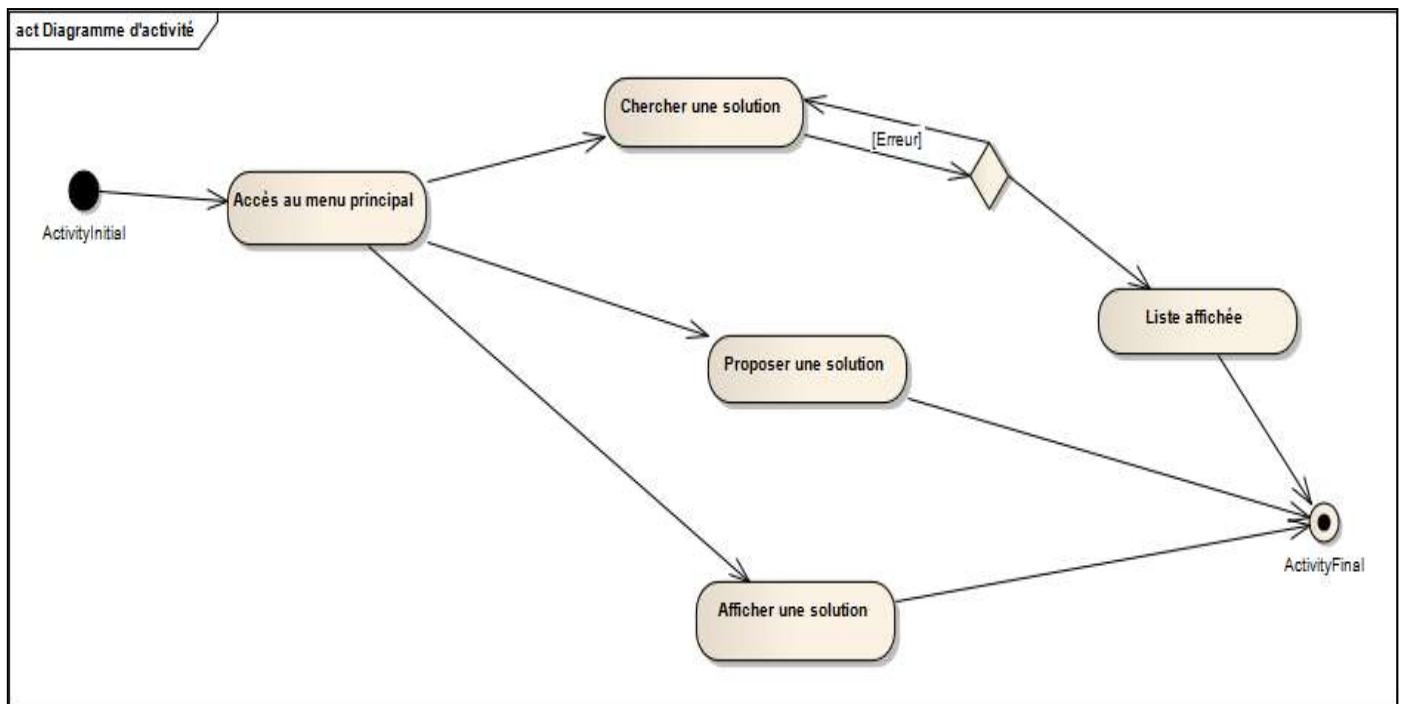 act Diagramme d'activité
Chercher une solution
[Erreur]
Accès au menu principal
ActivityInitial
Liste affichée
Proposer une solution
ActivityFinal
Afficher une solution